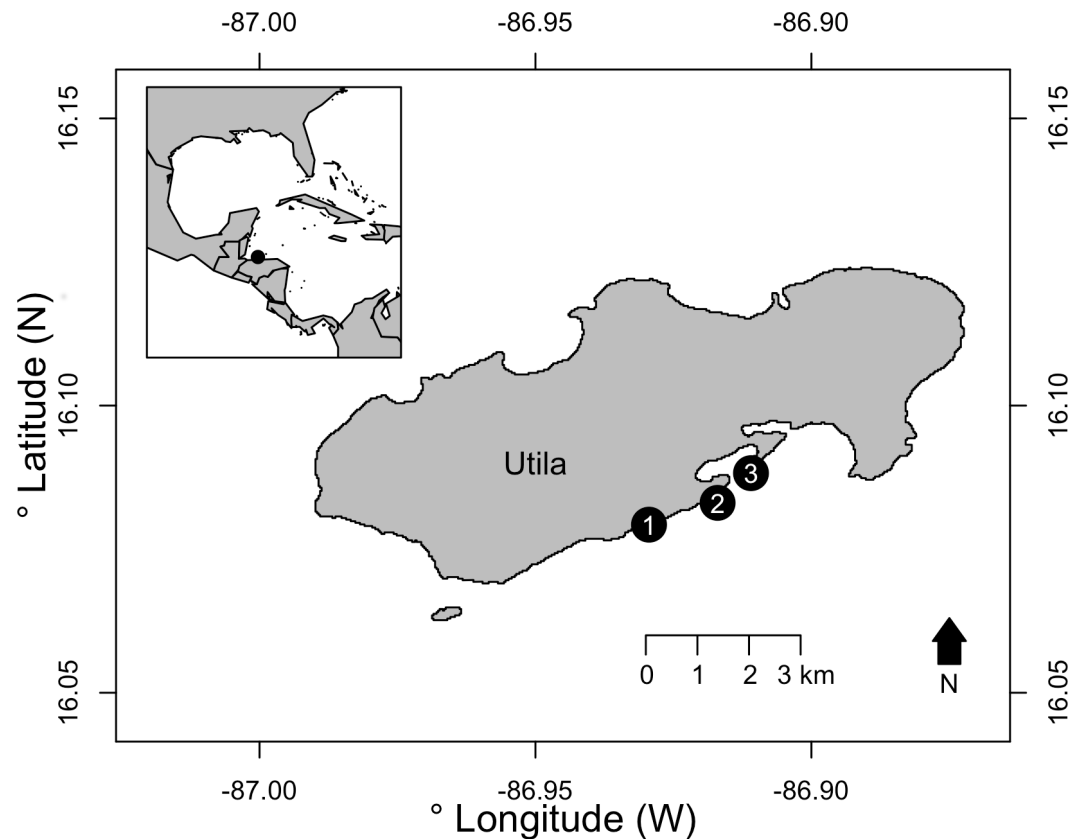 -87.00 -86.95 -86.90
16.15 16.15
° Latitude (N)
16.10 16.10
Utila
3
2
1
0 1 2 3 km
N
16.05 16.05
-87.00 -86.95 -86.90
° Longitude (W)